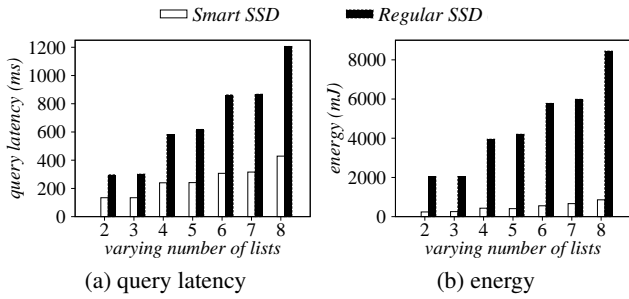 Smart SSD Regular SSD
query latency (ms)
1200
1000
800
600
400
200
0
2 3 4 5 6 7 8
varying number of lists
(a) query latency
energy (mJ)
8000
6000
4000
2000
0
2 3 4 5 6 7 8
varying number of lists
(b) energy